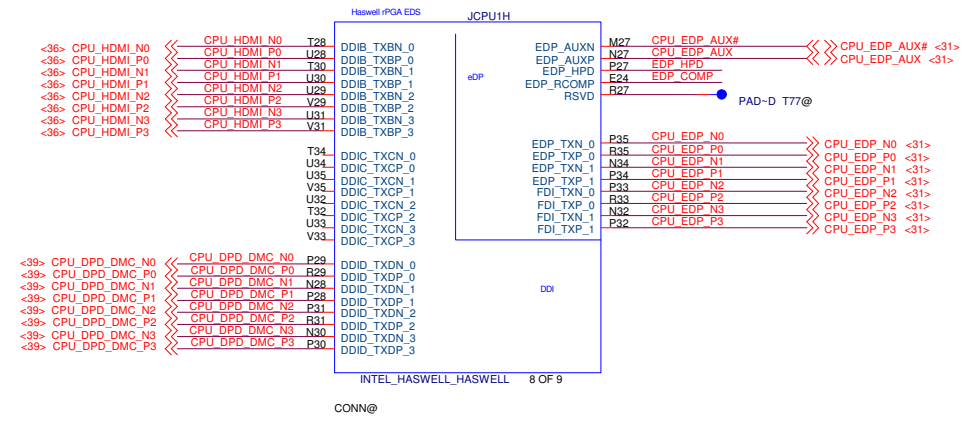 Haswell rPGA EDS
JCPU1H
<36> CPU_HDMI_N0 CPU_HDMI_N0 T28 DDIB_TXBN_0
<36> CPU_HDMI_P0 CPU_HDMI_P0 U28 DDIB_TXBP_0
<36> CPU_HDMI_N1 CPU_HDMI_N1 T30 DDIB_TXBN_1
<36> CPU_HDMI_P1 CPU_HDMI_P1 U30 DDIB_TXBP_1
<36> CPU_HDMI_N2 CPU_HDMI_N2 U29 DDIB_TXBN_2
<36> CPU_HDMI_P2 CPU_HDMI_P2 V29 DDIB_TXBP_2
<36> CPU_HDMI_N3 CPU_HDMI_N3 U31 DDIB_TXBN_3
<36> CPU_HDMI_P3 CPU_HDMI_P3 V31 DDIB_TXBP_3
T34 DDIC_TXCN_0
U34 DDIC_TXCP_0
U35 DDIC_TXCN_1
V35 DDIC_TXCP_1
U32 DDIC_TXCN_2
T32 DDIC_TXCP_2
U33 DDIC_TXCN_3
V33 DDIC_TXCP_3
<39> CPU_DPD_DMC_N0 CPU_DPD_DMC_N0 P29 DDID_TXDN_0
<39> CPU_DPD_DMC_P0 CPU_DPD_DMC_P0 R29 DDID_TXDP_0
<39> CPU_DPD_DMC_N1 CPU_DPD_DMC_N1 N28 DDID_TXDN_1
<39> CPU_DPD_DMC_P1 CPU_DPD_DMC_P1 P28 DDID_TXDP_1
<39> CPU_DPD_DMC_N2 CPU_DPD_DMC_N2 P31 DDID_TXDN_2
<39> CPU_DPD_DMC_P2 CPU_DPD_DMC_P2 R31 DDID_TXDP_2
<39> CPU_DPD_DMC_N3 CPU_DPD_DMC_N3 N30 DDID_TXDN_3
<39> CPU_DPD_DMC_P3 CPU_DPD_DMC_P3 P30 DDID_TXDP_3
eDP
EDP_AUXN M27 CPU_EDP_AUX# CPU_EDP_AUX# <31>
EDP_AUXP N27 CPU_EDP_AUX CPU_EDP_AUX <31>
EDP_HPD P27 EDP_HPD
EDP_RCOMP E24 EDP_COMP
RSVD R27 PAD~D T77@
EDP_TXN_0 P35 CPU_EDP_N0 CPU_EDP_N0 <31>
EDP_TXP_0 R35 CPU_EDP_P0 CPU_EDP_P0 <31>
EDP_TXN_1 N34 CPU_EDP_N1 CPU_EDP_N1 <31>
EDP_TXP_1 P34 CPU_EDP_P1 CPU_EDP_P1 <31>
FDI_TXN_0 P33 CPU_EDP_N2 CPU_EDP_N2 <31>
FDI_TXP_0 R33 CPU_EDP_P2 CPU_EDP_P2 <31>
FDI_TXN_1 N32 CPU_EDP_N3 CPU_EDP_N3 <31>
FDI_TXP_1 P32 CPU_EDP_P3 CPU_EDP_P3 <31>
DDI
INTEL_HASWELL_HASWELL 8 OF 9
CONN@